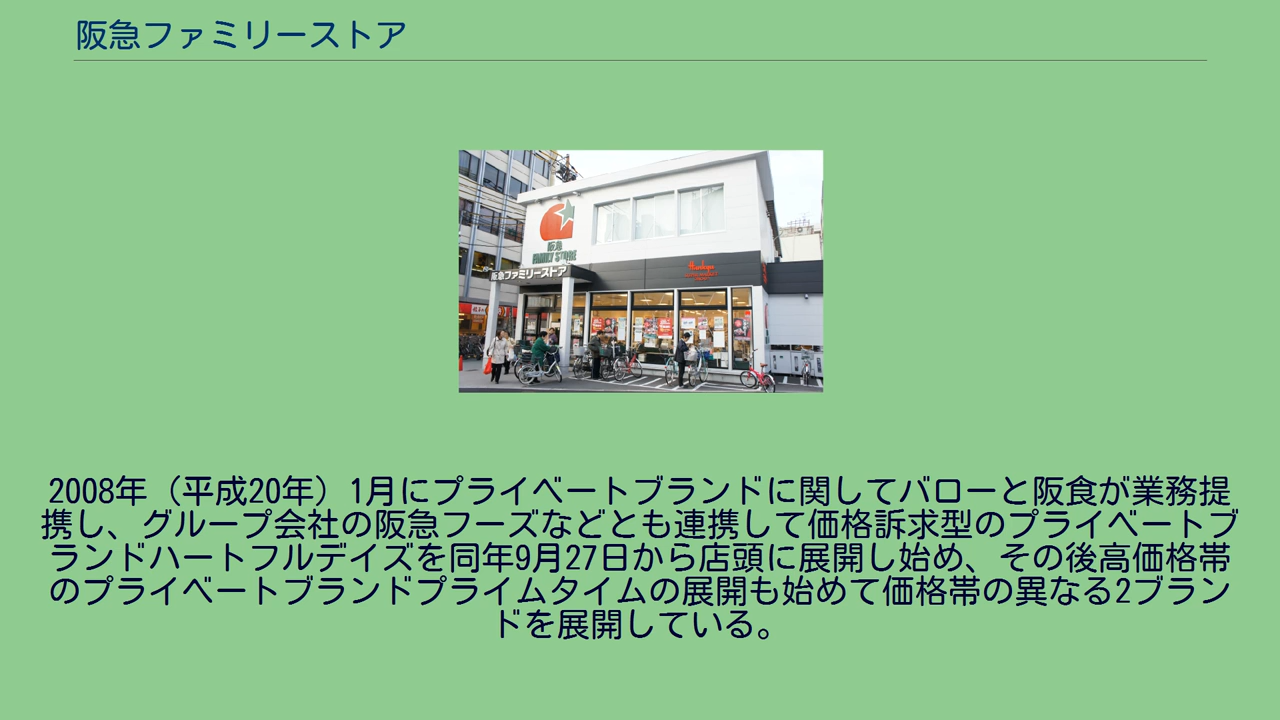 阪急ファミリーストア
阪急
FAMILY STORE
阪急ファミリーストア
2008年（平成20年）1月にプライベートブランドに関してバローと阪食が業務提
携し、グループ会社の阪急フーズなどとも連携して価格訴求型のプライベートブ
ランドハートフルデイズを同年9月27日から店頭に展開し始め、その後高価格帯
のプライベートブランドプライムタイムの展開も始めて価格帯の異なる2ブラン
ドを展開している。